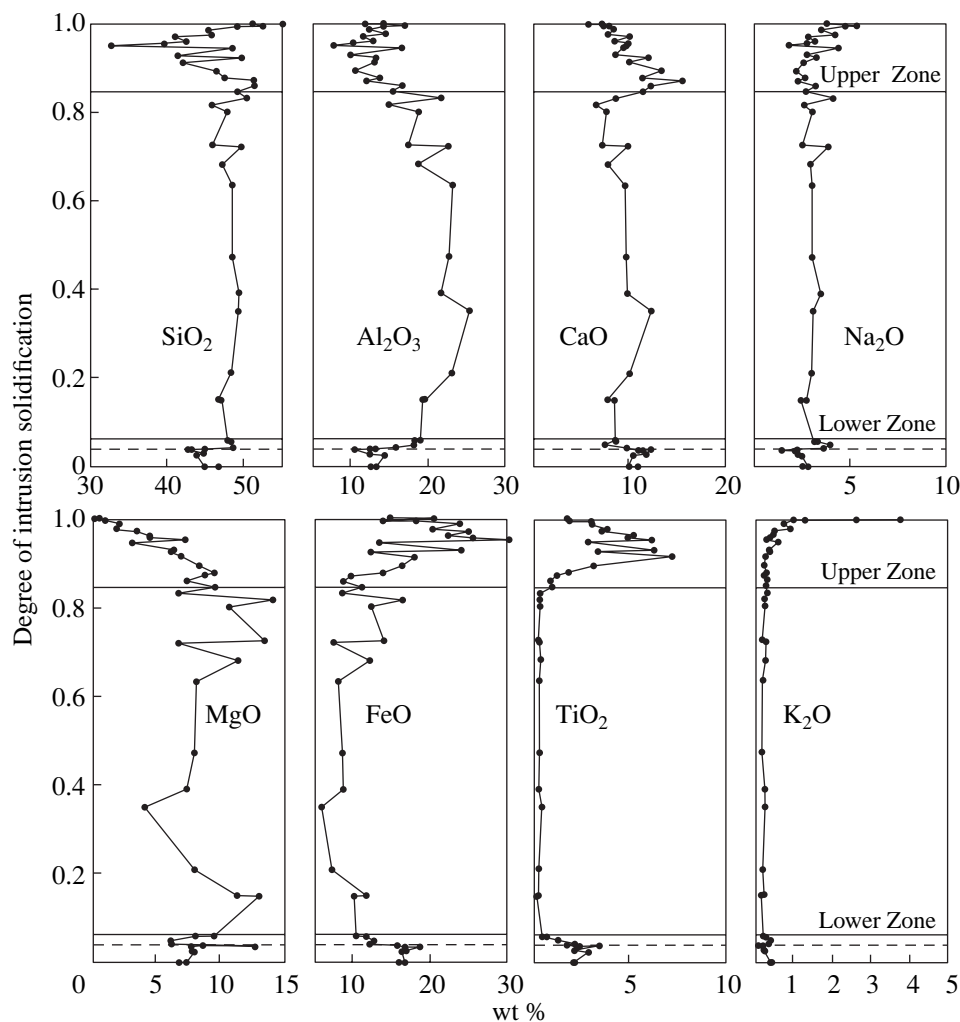 1.0
0.8
0.6
0.4
0.2
0
SiO₂
Al₂O₃
CaO
Na₂O
Upper Zone
Lower Zone
30 40 50
10 20 30
10 20
5 10
Degree of intrusion solidification
1.0
0.8
0.6
0.4
0.2
0
MgO
FeO
TiO₂
K₂O
Upper Zone
Lower Zone
5 10 15
10 20 30
5 10
1 2 3 4 5
wt %